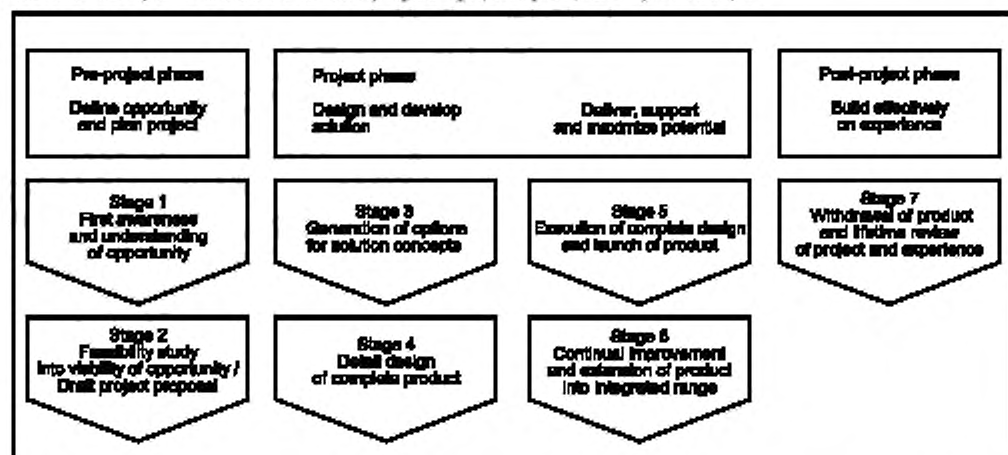 Pre-project phase
Define opportunity
and plan project
Project phase
Design and develop
solution
Deliver, support
and maximize potential
Post-project phase
Build effectively
on experience
Stage 1
First awareness
and understanding
of opportunity
Stage 3
Generation of options
for solution concepts
Stage 5
Execution of complete design
and launch of product
Stage 7
Withdrawal of product
and lifetime review
of project and experience
Stage 2
Feasibility study
into viability of opportunity /
Draft project proposal
Stage 4
Detail design
of complete product
Stage 6
Continual improvement
and extension of product
into integrated range